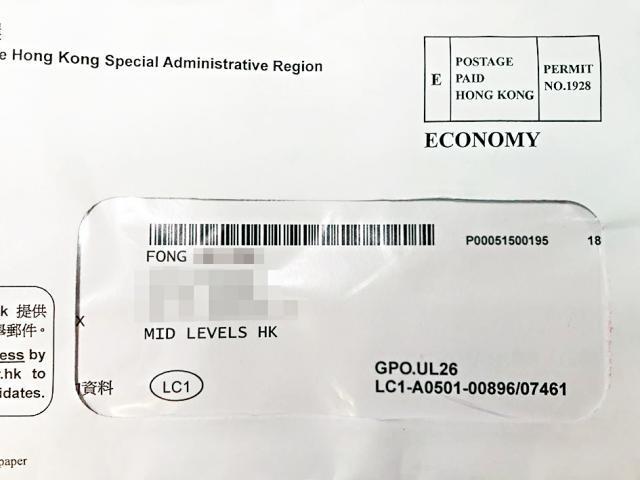 e Hong Kong Special Administrative Region
E
POSTAGE
PAID
HONG KONG
PERMIT
NO.1928
ECONOMY
P00051500195 18
FONG
MID LEVELS HK
X
k 提供
郵件。
ess by
.hk to
idates.
資料
LC1
GPO.UL26
LC1-A0501-00896/07461
paper